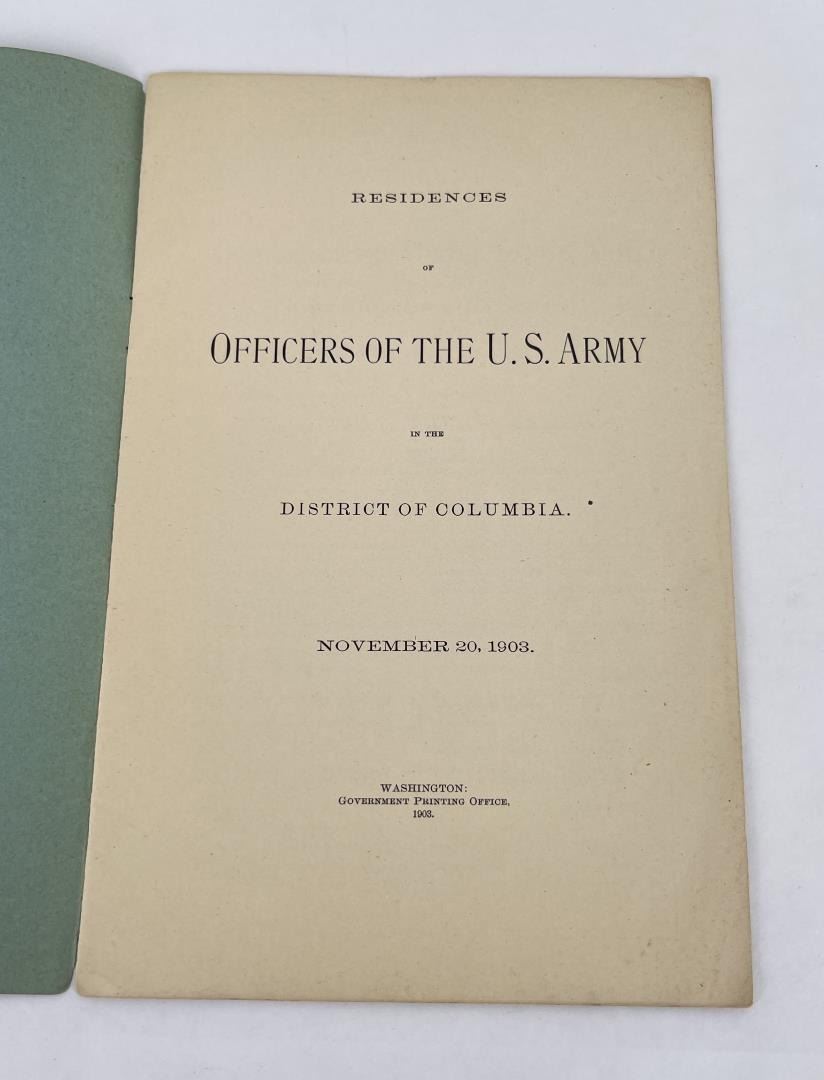 RESIDENCES
OF
OFFICERS OF THE U. S. ARMY
IN THE
DISTRICT OF COLUMBIA.
NOVEMBER 20, 1903.
WASHINGTON:
GOVERNMENT PRINTING OFFICE,
1903.